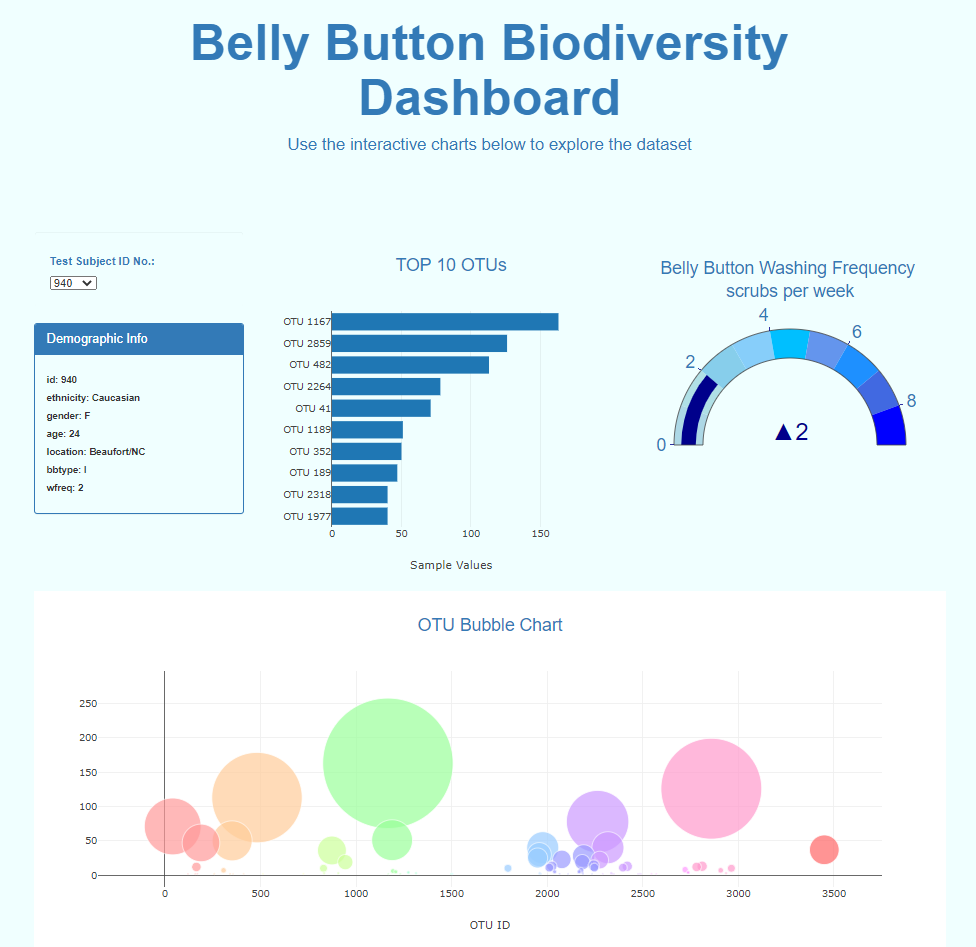 Belly Button Biodiversity
Dashboard
Use the interactive charts below to explore the dataset
Test Subject ID No.:
940
Demographic Info
id: 940
ethnicity: Caucasian
gender: F
age: 24
location: Beaufort/NC
bbtype: I
wfreq: 2
TOP 10 OTUs
OTU 1167
OTU 2859
OTU 482
OTU 2264
OTU 41
OTU 1189
OTU 352
OTU 189
OTU 2318
OTU 1977
0 50 100 150
Sample Values
Belly Button Washing Frequency
scrubs per week
0
2
4
6
8
▲2
OTU Bubble Chart
250
200
150
100
50
0
0 500 1000 1500 2000 2500 3000 3500
OTU ID